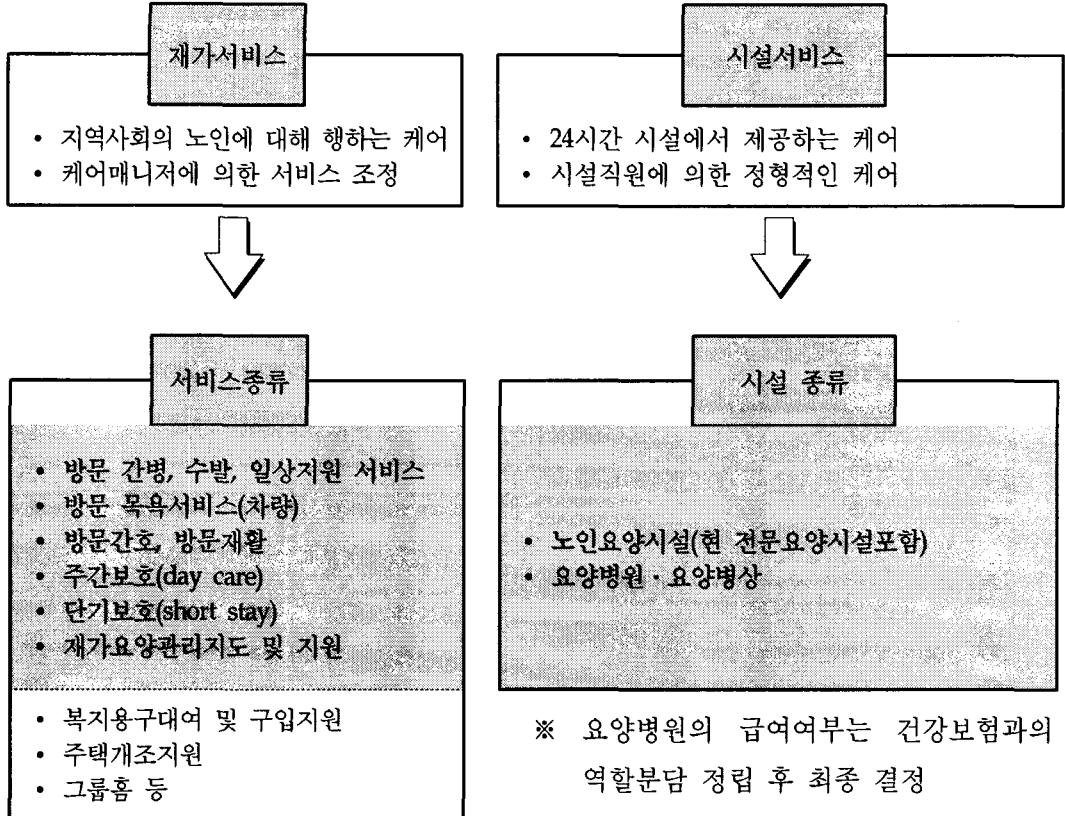 재가서비스
• 지역사회의 노인에 대해 행하는 케어
• 케어매니저에 의한 서비스 조정
시설서비스
• 24시간 시설에서 제공하는 케어
• 시설직원에 의한 정형적인 케어
서비스종류
• 방문 간병, 수발, 일상지원 서비스
• 방문 목욕서비스(차량)
• 방문간호, 방문재활
• 주간보호(day care)
• 단기보호(short stay)
• 재가요양관리지도 및 지원
• 복지용구대여 및 구입지원
• 주택개조지원
• 그룹홈 등
시설 종류
• 노인요양시설(현 전문요양시설포함)
• 요양병원 · 요양병상
※ 요양병원의 급여여부는 건강보험과의
역할분담 정립 후 최종 결정